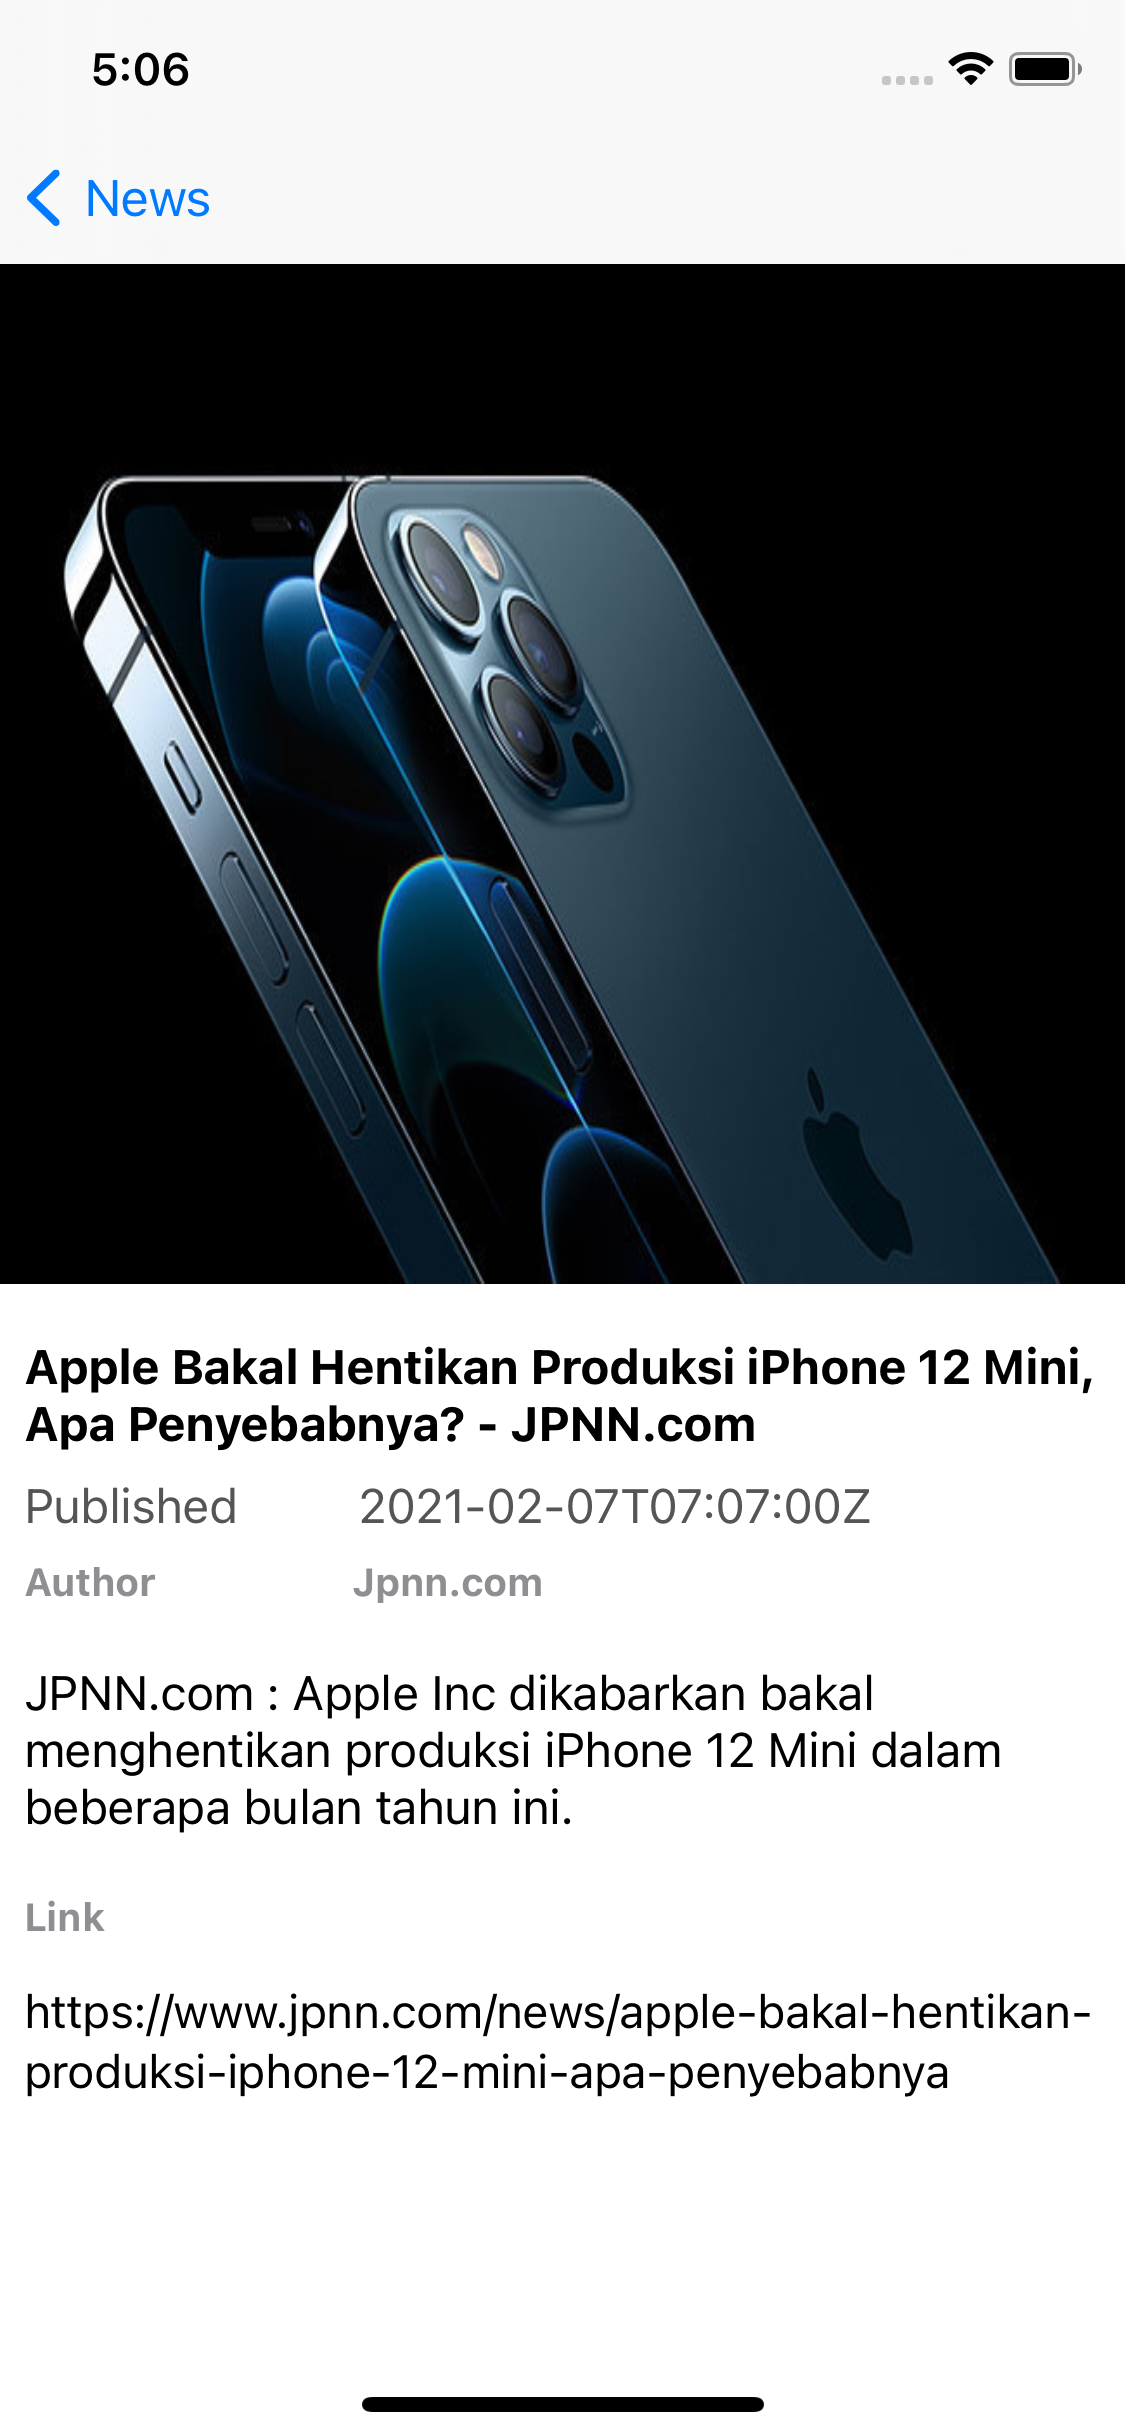 5:06
News
Apple Bakal Hentikan Produksi iPhone 12 Mini,
Apa Penyebabnya? - JPNN.com
Published 2021-02-07T07:07:00Z
Author Jpnn.com
JPNN.com : Apple Inc dikabarkan bakal
menghentikan produksi iPhone 12 Mini dalam
beberapa bulan tahun ini.
Link
https://www.jpnn.com/news/apple-bakal-hentikan-
produksi-iphone-12-mini-apa-penyebabnya